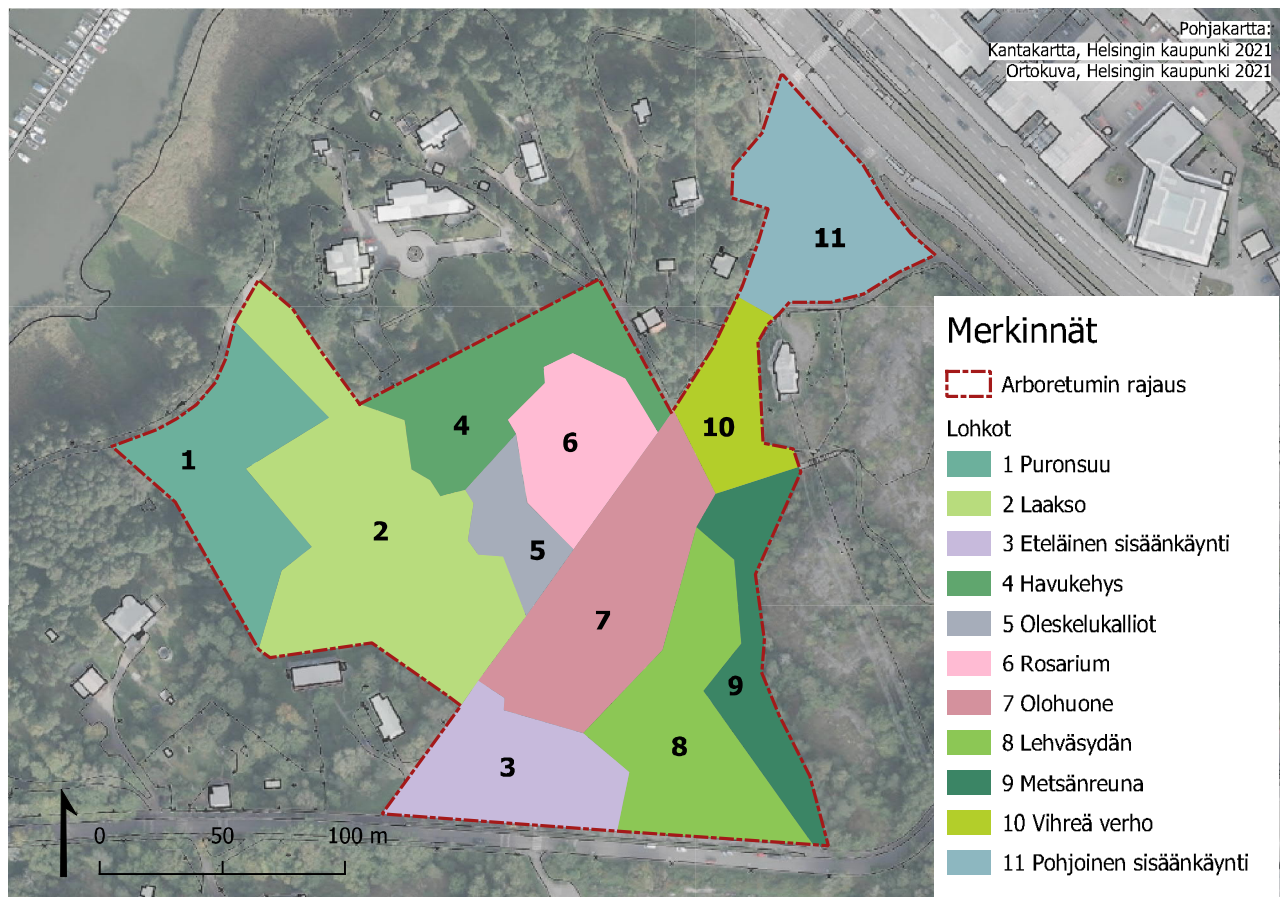 Pohjakartta:
Kantakartta, Helsingin kaupunki 2021
Ortokuva, Helsingin kaupunki 2021
11
10
4
6
1
2
5
7
9
8
3
0 50 100 m
Merkinnät
Arboretumin rajaus
Lohkot
1 Puronsuu
2 Laakso
3 Eteläinen sisäänkäynti
4 Havukehys
5 Oleskelukalliot
6 Rosarium
7 Olohuone
8 Lehväsydän
9 Metsänreuna
10 Vihreä verho
11 Pohjoinen sisäänkäynti